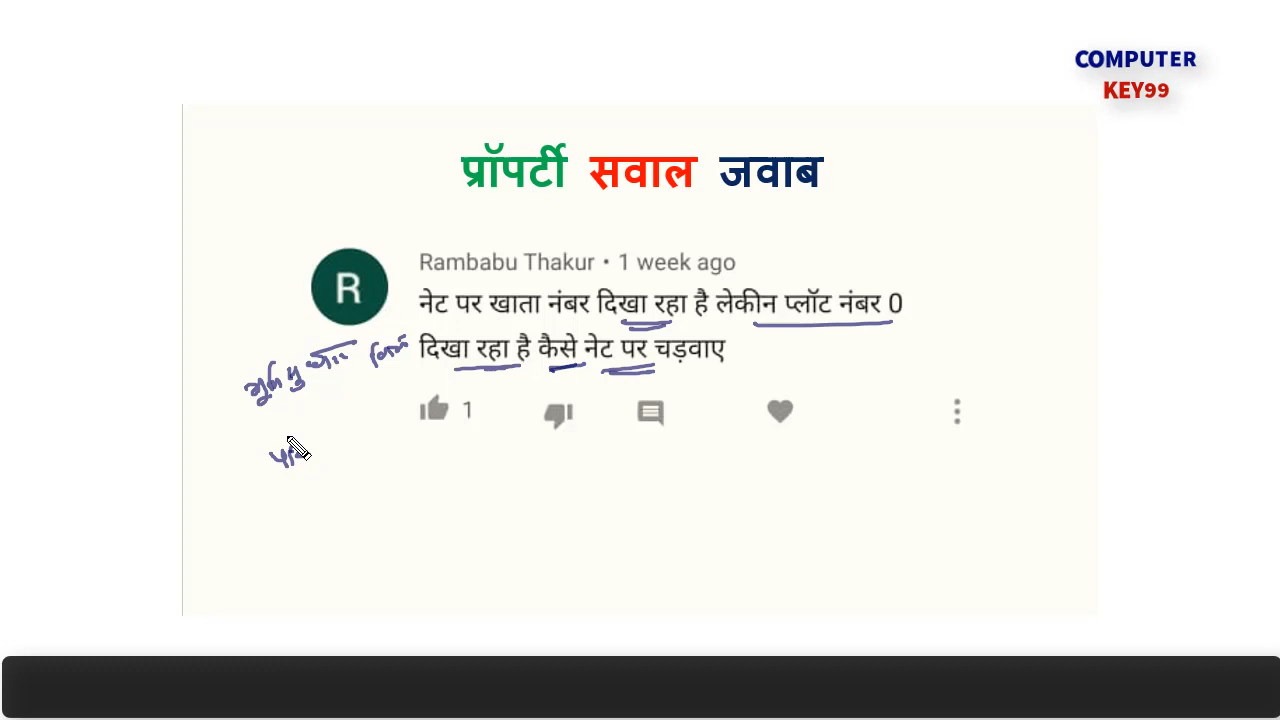 COMPUTER
KEY99
प्रॉपर्टी सवाल जवाब
R
Rambabu Thakur • 1 week ago
नेट पर खाता नंबर दिखा रहा है लेकीन प्लॉट नंबर 0
दिखा रहा है कैसे नेट पर चड़वाए
1